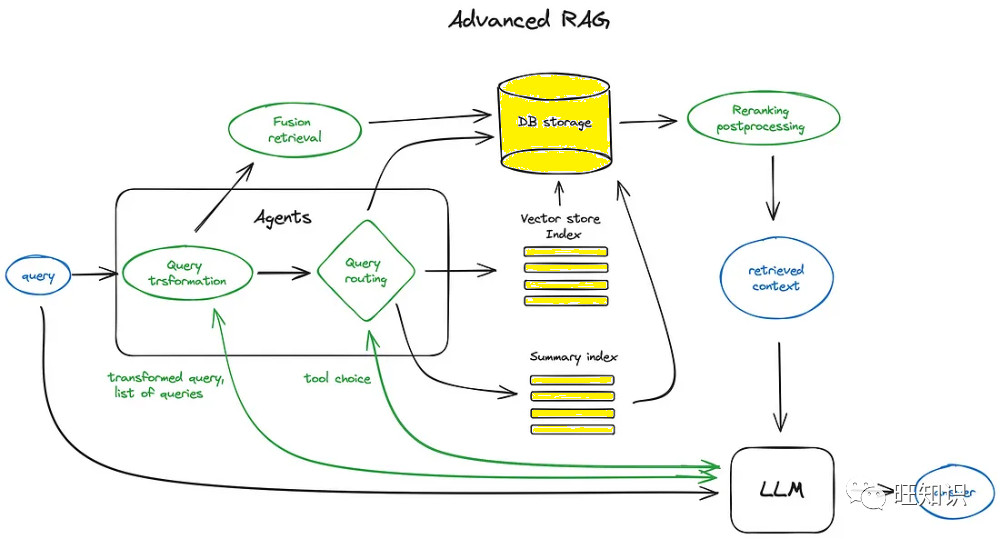 Advanced RAG
Fusion
retrieval
DB storage
Reranking
postprocessing
Agents
Vector store
Index
query
Query
trsformation
Query
routing
retrieved
context
Summary index
transformed query,
list of queries
tool choice
LLM
旺知识